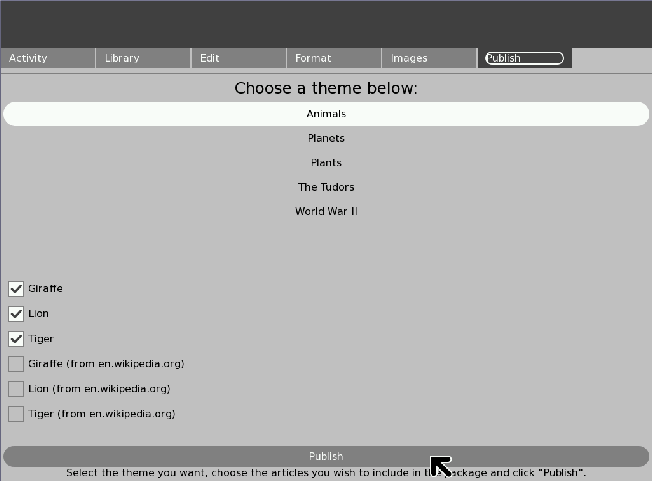 Activity Library Edit Format Images Publish
Choose a theme below:
Animals
Planets
Plants
The Tudors
World War II
Giraffe
Lion
Tiger
Giraffe (from en.wikipedia.org)
Lion (from en.wikipedia.org)
Tiger (from en.wikipedia.org)
Publish
Select the theme you want, choose the articles you wish to include in the package and click "Publish".